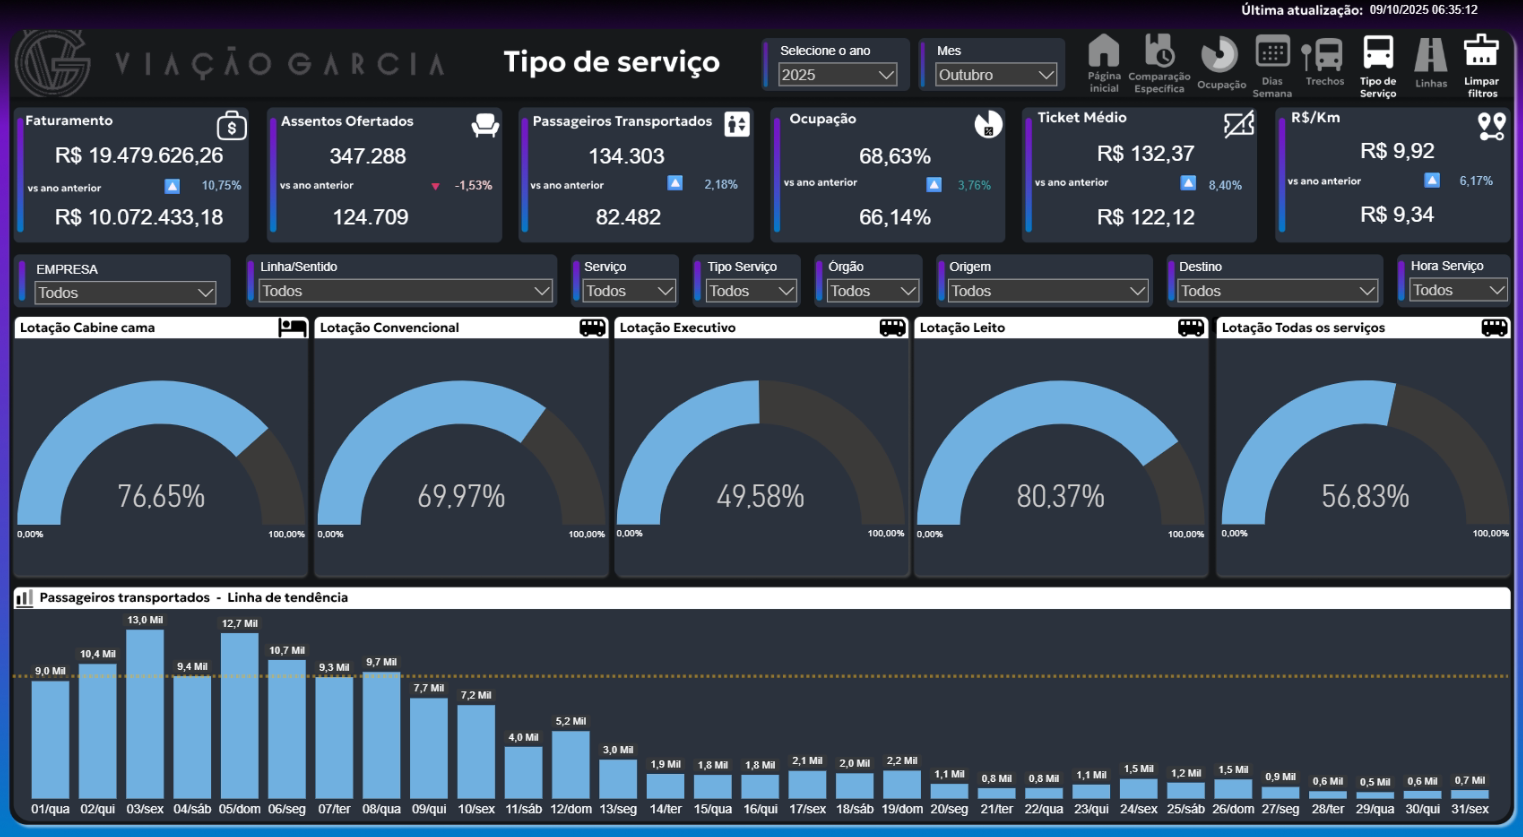 Última atualização: 09/10/2025 06:35:12
VIAÇÃO GARCIA
Tipo de serviço
Selecione o ano
2025
Mes
Outubro
Página inicial
Comparação Específica
Ocupação
Dias Semana
Trechos
Tipo de Serviço
Linhas
Limpar filtros
Faturamento
R$ 19.479.626,26
vs ano anterior 10,75%
R$ 10.072.433,18
Assentos Ofertados
347.288
vs ano anterior -1,53%
124.709
Passageiros Transportados
134.303
vs ano anterior 2,18%
82.482
Ocupação
68,63%
vs ano anterior 3,76%
66,14%
Ticket Médio
R$ 132,37
vs ano anterior 8,40%
R$ 122,12
R$/Km
R$ 9,92
vs ano anterior 6,17%
R$ 9,34
EMPRESA
Todos
Linha/Sentido
Todos
Serviço
Todos
Tipo Serviço
Todos
Órgão
Todos
Origem
Todos
Destino
Todos
Hora Serviço
Todos
Lotação Cabine cama
76,65%
0,00% 100,00%
Lotação Convencional
69,97%
0,00% 100,00%
Lotação Executivo
49,58%
0,00% 100,00%
Lotação Leito
80,37%
0,00% 100,00%
Lotação Todas os serviços
56,83%
0,00% 100,00%
Passageiros transportados - Linha de tendência
9,0 Mil 10,4 Mil 13,0 Mil 9,4 Mil 12,7 Mil 10,7 Mil 9,3 Mil 9,7 Mil 7,7 Mil 7,2 Mil 4,0 Mil 5,2 Mil 3,0 Mil 1,9 Mil 1,8 Mil 1,8 Mil 2,1 Mil 2,0 Mil 2,2 Mil 1,1 Mil 0,8 Mil 0,8 Mil 1,1 Mil 1,5 Mil 1,2 Mil 1,5 Mil 0,9 Mil 0,6 Mil 0,5 Mil 0,6 Mil 0,7 Mil
01/qua 02/qui 03/sex 04/sáb 05/dom 06/seg 07/ter 08/qua 09/qui 10/sex 11/sáb 12/dom 13/seg 14/ter 15/qua 16/qui 17/sex 18/sáb 19/dom 20/seg 21/ter 22/qua 23/qui 24/sex 25/sáb 26/dom 27/seg 28/ter 29/qua 30/qui 31/sex